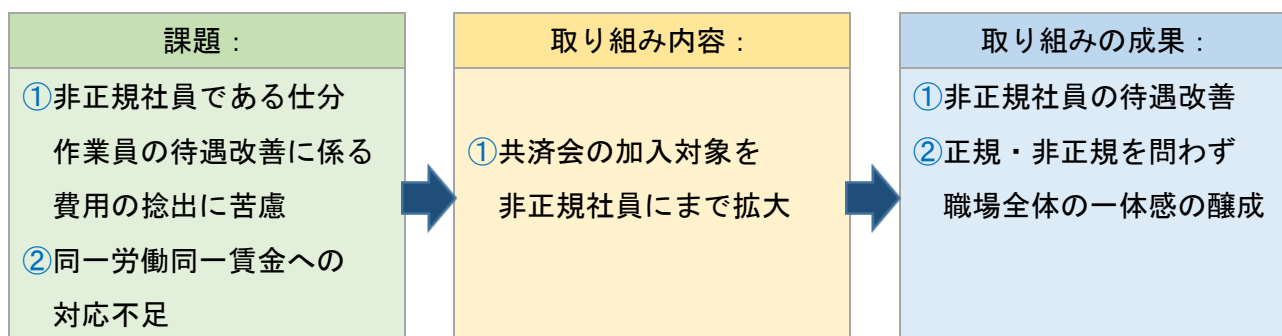 課題：
①非正規社員である仕分
作業員の待遇改善に係る
費用の捻出に苦慮
②同一労働同一賃金への
対応不足
取り組み内容：
①共済会の加入対象を
非正規社員にまで拡大
取り組みの成果：
①非正規社員の待遇改善
②正規・非正規を問わず
職場全体の一体感の醸成